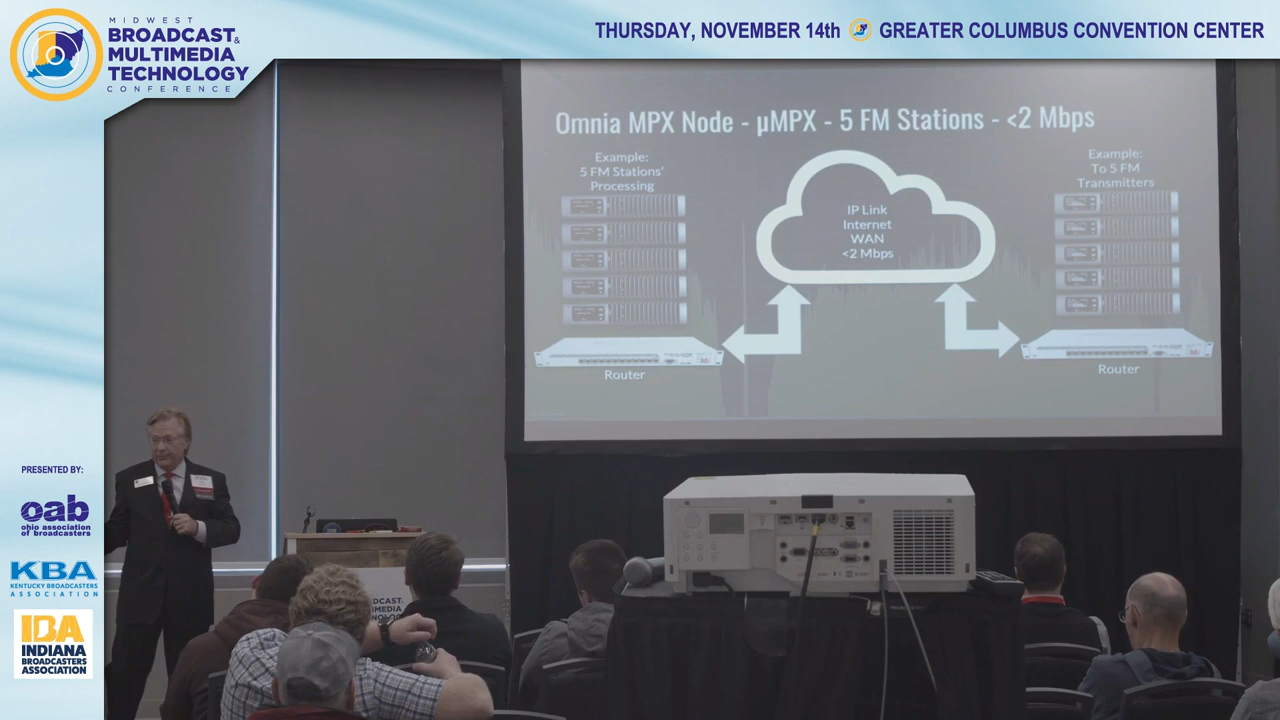 MIDWEST
BROADCAST&
MULTIMEDIA
TECHNOLOGY
CONFERENCE
THURSDAY, NOVEMBER 14th
GREATER COLUMBUS CONVENTION CENTER
Omnia MPX Node - µMPX - 5 FM Stations - <2 Mbps
Example:
5 FM Stations'
Processing
IP Link
Internet
WAN
<2 Mbps
Example:
To 5 FM
Transmitters
Router
Router
PRESENTED BY:
oab
ohio association
of broadcasters
KBA
KENTUCKY BROADCASTERS
ASSOCIATION
IBA
INDIANA
BROADCASTERS
ASSOCIATION